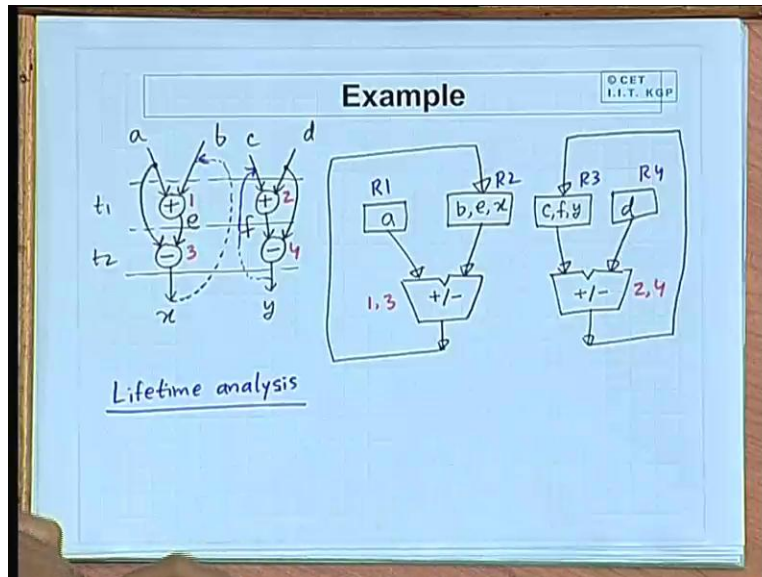 Example
© CET
I.I.T. KGP
a b c d
t₁ + 1 + 2
e f
t₂ − 3 − 4
x y
R1 R2 R3 R4
a b, e, x c, f, y d
1, 3 +/− +/− 2, 4
Lifetime analysis